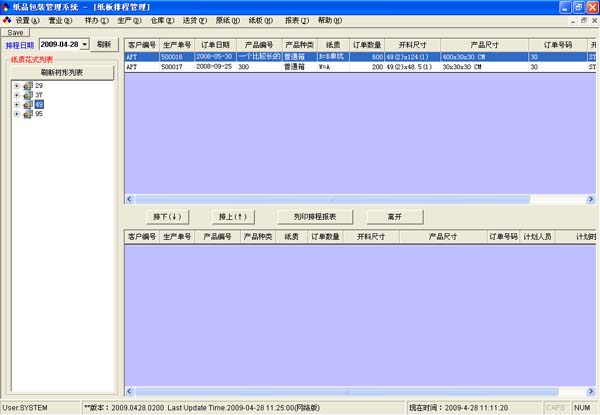 纸品包装管理系统 - [纸板排程管理]
设置(A) 营业(B) 样办(I) 生产(D) 仓库(E) 送货(F) 原纸(H) 纸板(K) 报表(J) 帮助(H)
Save
排程日期 2009-04-28 刷新
纸质花式列表
刷新树形列表
29
37
49
95
客户编号 生产单号 订单日期 产品编号 产品种类 纸质 订单数量 开料尺寸 产品尺寸 订单号码 开
APT 500016 2008-05-30 一个比较长的 普通箱 B=B单坑 600 49(2)x124(1) 400x30x30 CM 30 SY
APT 500017 2008-09-25 300 普通箱 W=A 200 49(2)x48.5(1) 30x30x30 CM 30 SY
排下(↓) 排上(↑) 列印排程报表 离开
客户编号 生产单号 产品编号 产品种类 纸质 订单数量 开料尺寸 产品尺寸 订单号码 计划人员 计划时
User:SYSTEM **版本：2009.0428.0200 Last Update Time:2009-04-28 11:25:00(网络版) 现在时间：2009-4-28 11:11:20 CAPS NUM